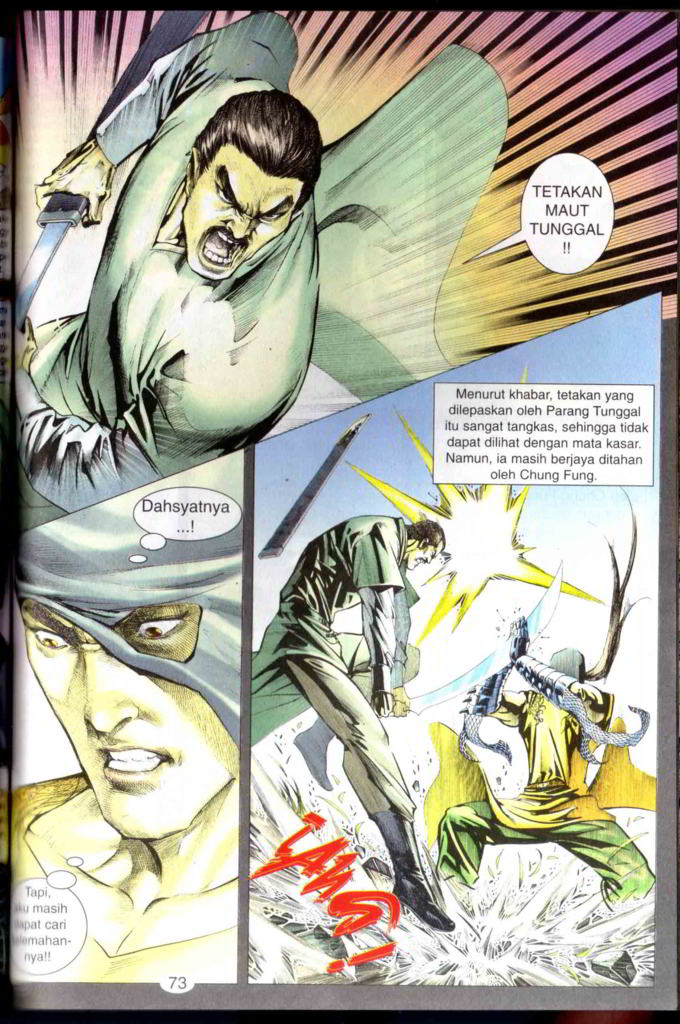 TETAKAN
MAUT
TUNGGAL
!!
Menurut khabar, tetakan yang
dilepaskan oleh Parang Tunggal
itu sangat tangkas, sehingga tidak
dapat dilihat dengan mata kasar.
Namun, ia masih berjaya ditahan
oleh Chung Fung.
Dahsyatnya
...!
Tapi,
aku masih
dapat cari
kelemahan-
nya!!
73